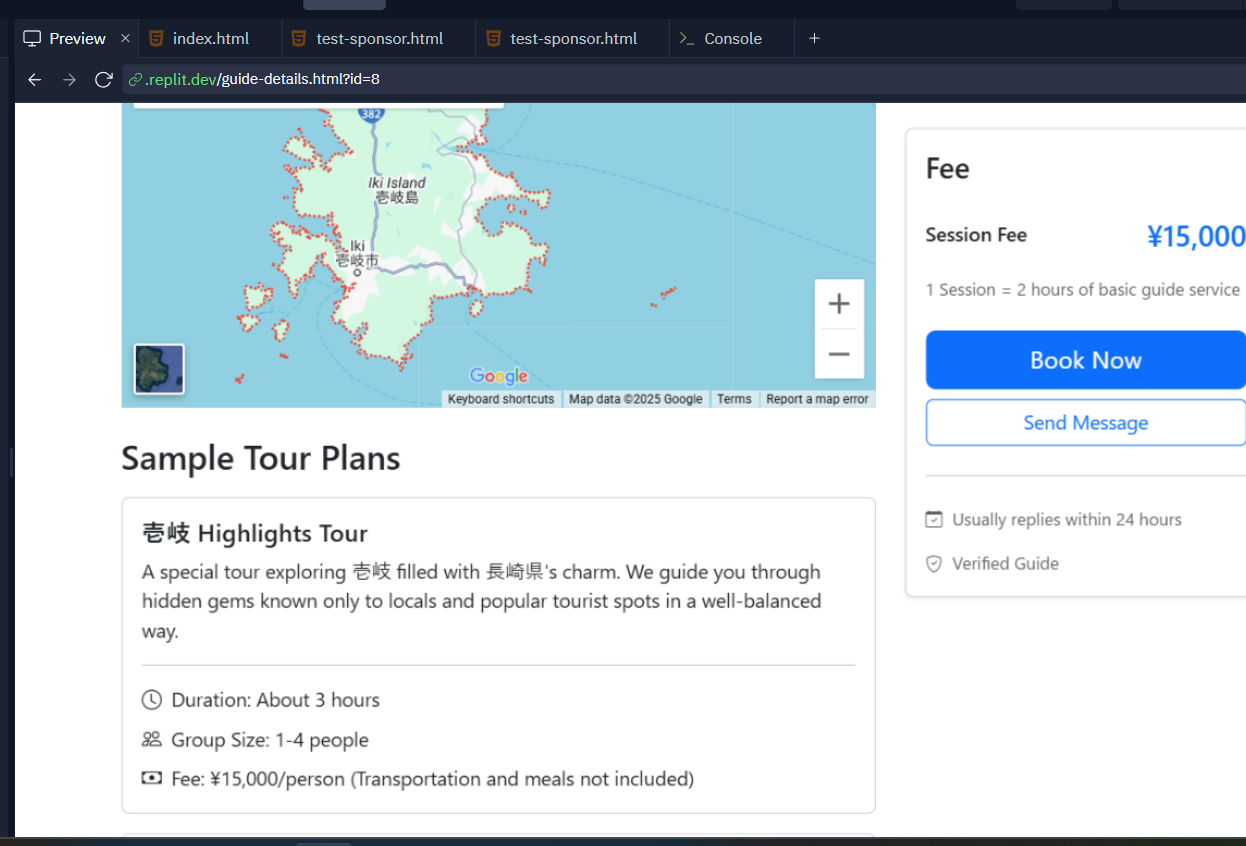 Preview
index.html
test-sponsor.html
test-sponsor.html
Console
.replit.dev/guide-details.html?id=8
382
Iki Island
壱岐島
Iki
壱岐市
Google
Keyboard shortcuts
Map data ©2025 Google
Terms
Report a map error
Sample Tour Plans
壱岐 Highlights Tour
A special tour exploring 壱岐 filled with 長崎県's charm. We guide you through
hidden gems known only to locals and popular tourist spots in a well-balanced
way.
Duration: About 3 hours
Group Size: 1-4 people
Fee: ¥15,000/person (Transportation and meals not included)
Fee
Session Fee
¥15,000
1 Session = 2 hours of basic guide service
Book Now
Send Message
Usually replies within 24 hours
Verified Guide